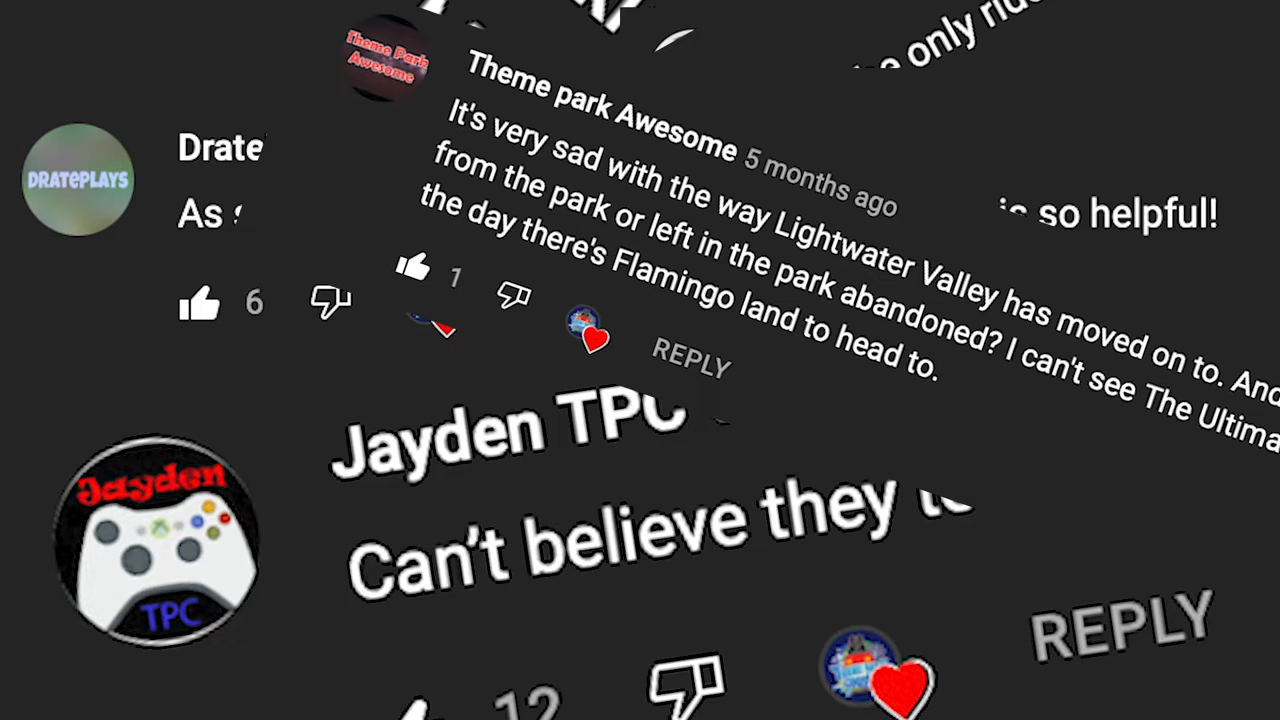 only
Theme Park
Awesome
Theme park Awesome 5 months ago
It's very sad with the way Lightwater Valley has moved on to. And
from the park or left in the park abandoned? I can't see The Ultima
the day there's Flamingo land to head to.
1
REPLY
DRATEPLAYS
Drate
As
so helpful!
6
Jayden TPC
Can't believe they
Jayden
TPC
12
REPLY